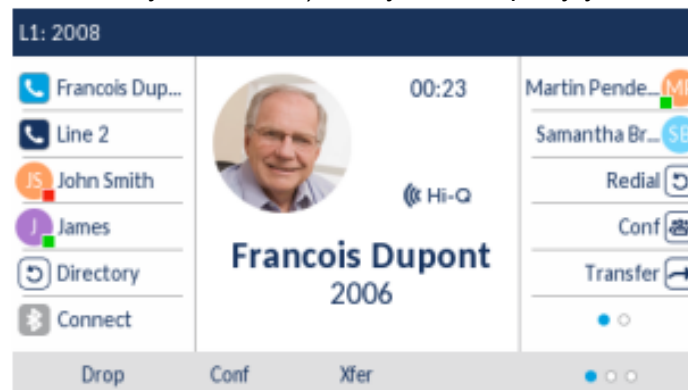 L1: 2008
Francois Dup...
Line 2
JS John Smith
J James
Directory
Connect
00:23
Hi-Q
Francois Dupont
2006
Martin Pende...
Samantha Br...
Redial
Conf
Transfer
Drop Conf Xfer